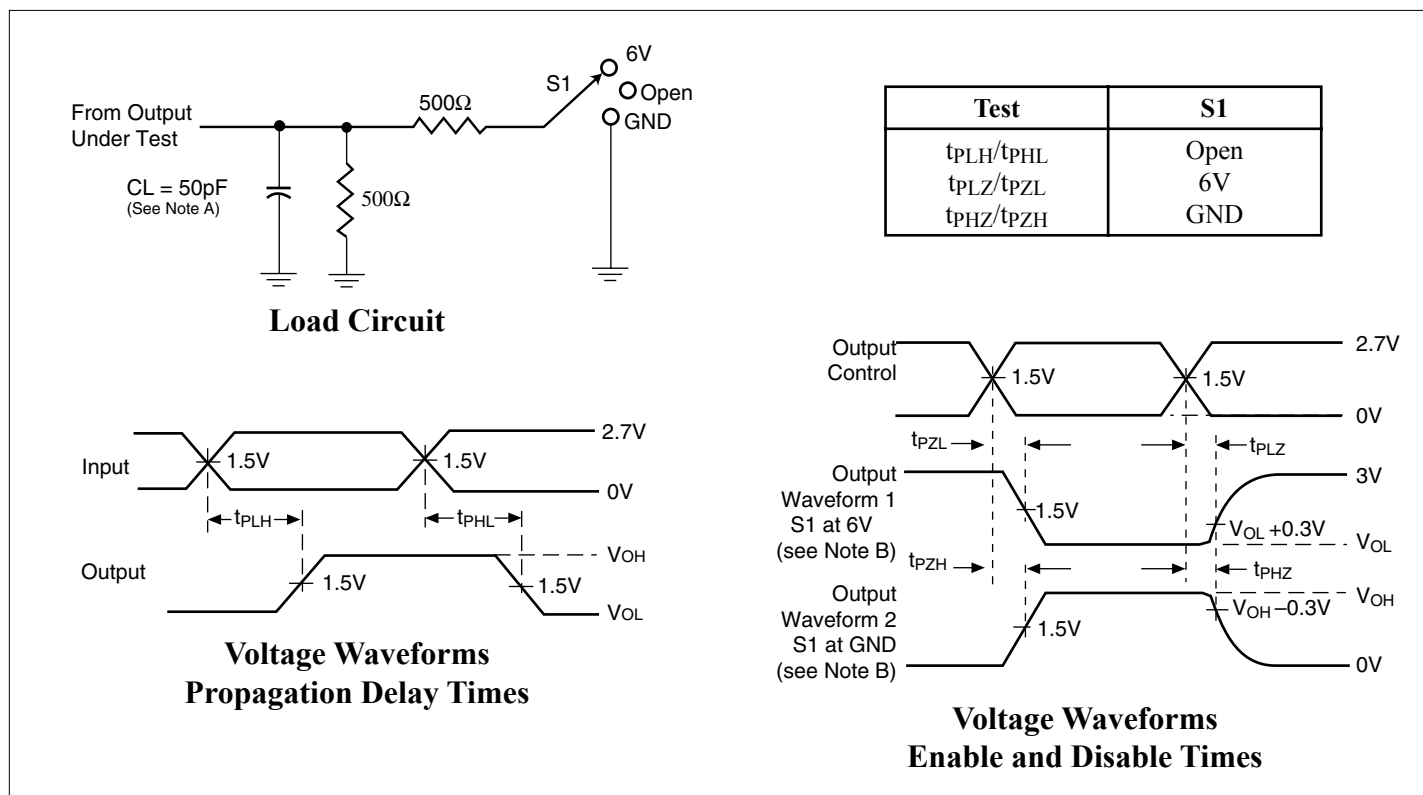 6V
S1
Open
500Ω
GND
From Output
Under Test
CL = 50pF
(See Note A)
500Ω
Load Circuit
Test S1
tPLH/tPHL Open
tPLZ/tPZL 6V
tPHZ/tPZH GND
Input
2.7V
1.5V
1.5V
0V
tPLH
tPHL
Output
VOH
1.5V
1.5V
VOL
Voltage Waveforms
Propagation Delay Times
Output
Control
2.7V
1.5V
1.5V
0V
tPZL
tPLZ
Output
Waveform 1
S1 at 6V
(see Note B)
3V
1.5V
VOL +0.3V
VOL
tPZH
tPHZ
Output
Waveform 2
S1 at GND
(see Note B)
VOH
VOH −0.3V
1.5V
0V
Voltage Waveforms
Enable and Disable Times